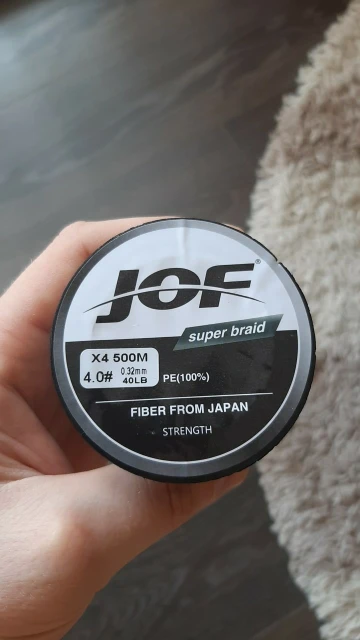 JOF®
super braid
X4 500M
4.0# 0.32mm 40LB
PE(100%)
FIBER FROM JAPAN
STRENGTH